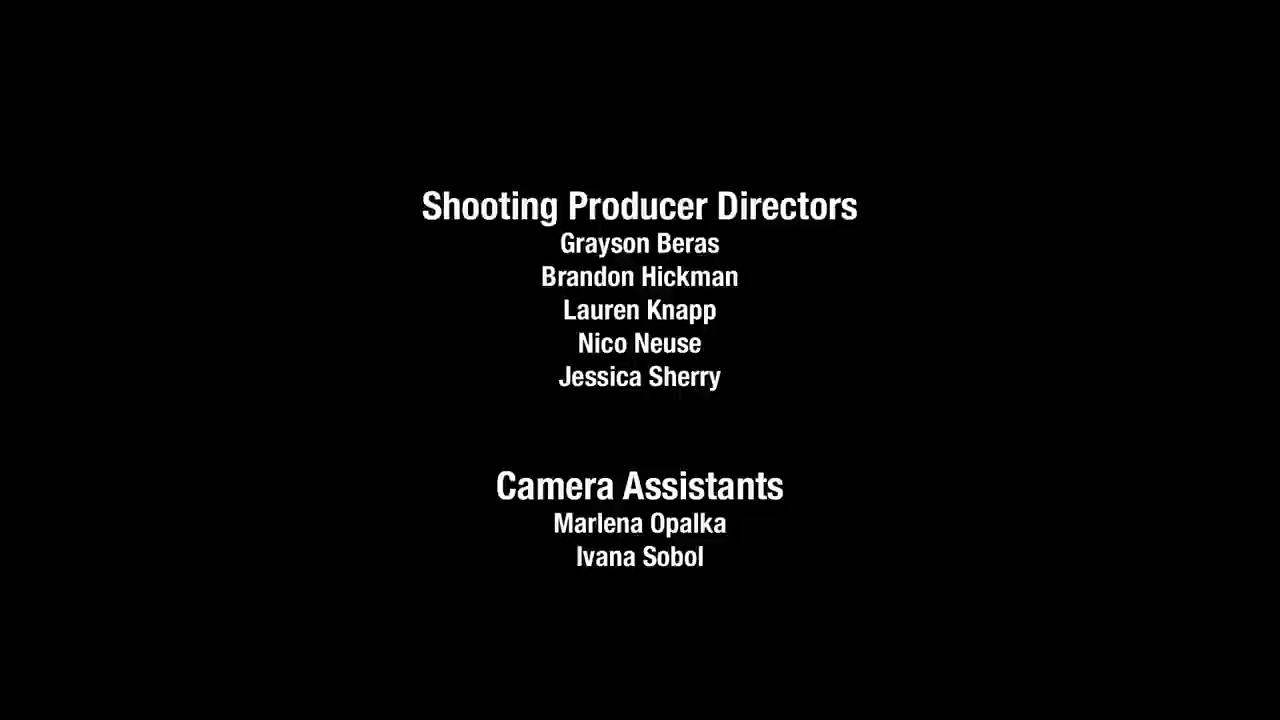 Shooting Producer Directors
Grayson Beras
Brandon Hickman
Lauren Knapp
Nico Neuse
Jessica Sherry
Camera Assistants
Marlena Opalka
Ivana Sobol